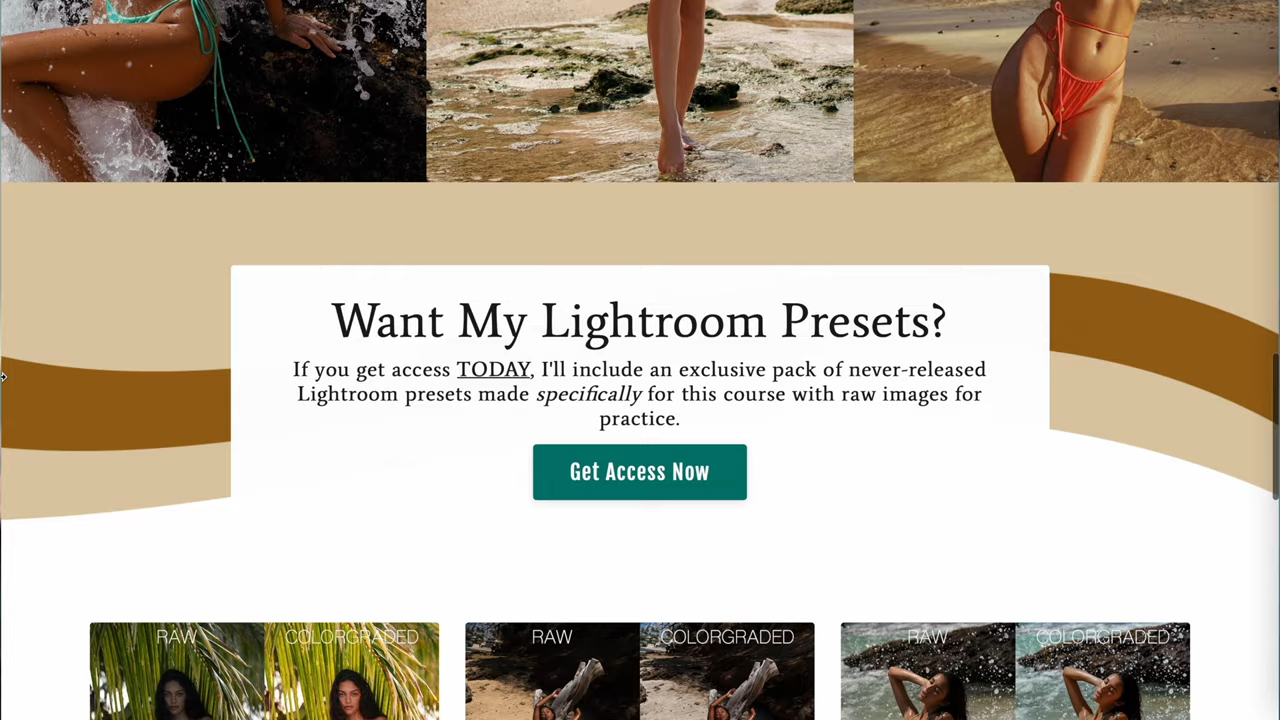 Want My Lightroom Presets?
If you get access TODAY, I'll include an exclusive pack of never-released
Lightroom presets made specifically for this course with raw images for
practice.
Get Access Now
RAW COLORGRADED RAW COLORGRADED RAW COLORGRADED